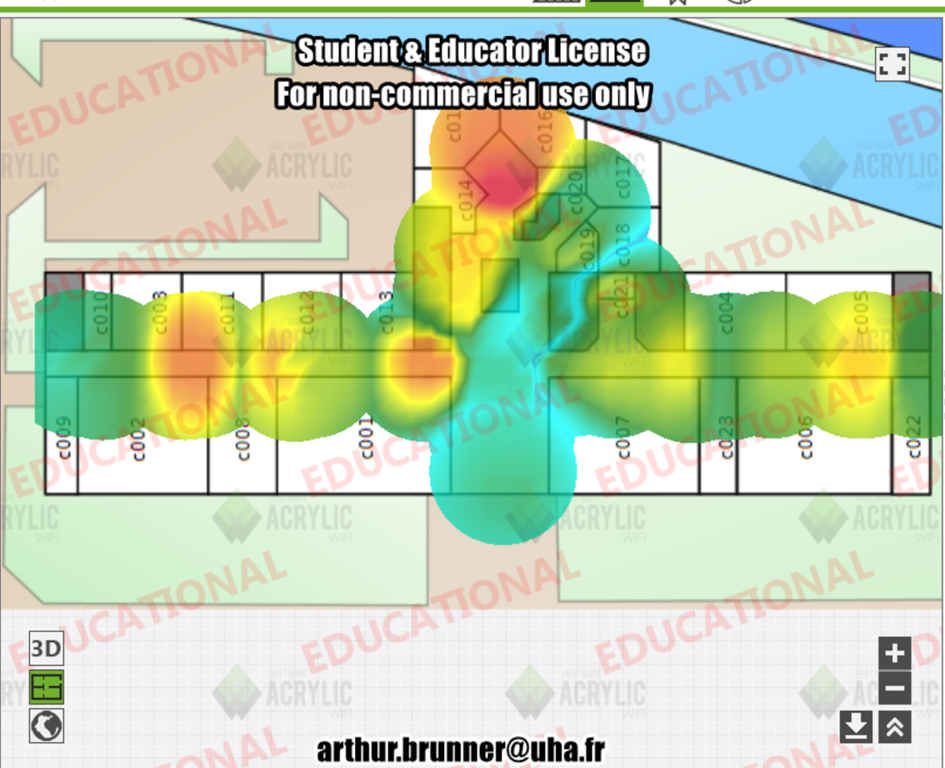 Student & Educator License
For non-commercial use only
EDUCATIONAL
ACRYLIC
WiFi
c016
c014
c020
c017
c019
c018
c021
c010
c003
c011
c012
c013
c004
c005
c009
c002
c008
c001
c007
c023
c006
c022
3D
arthur.brunner@uha.fr